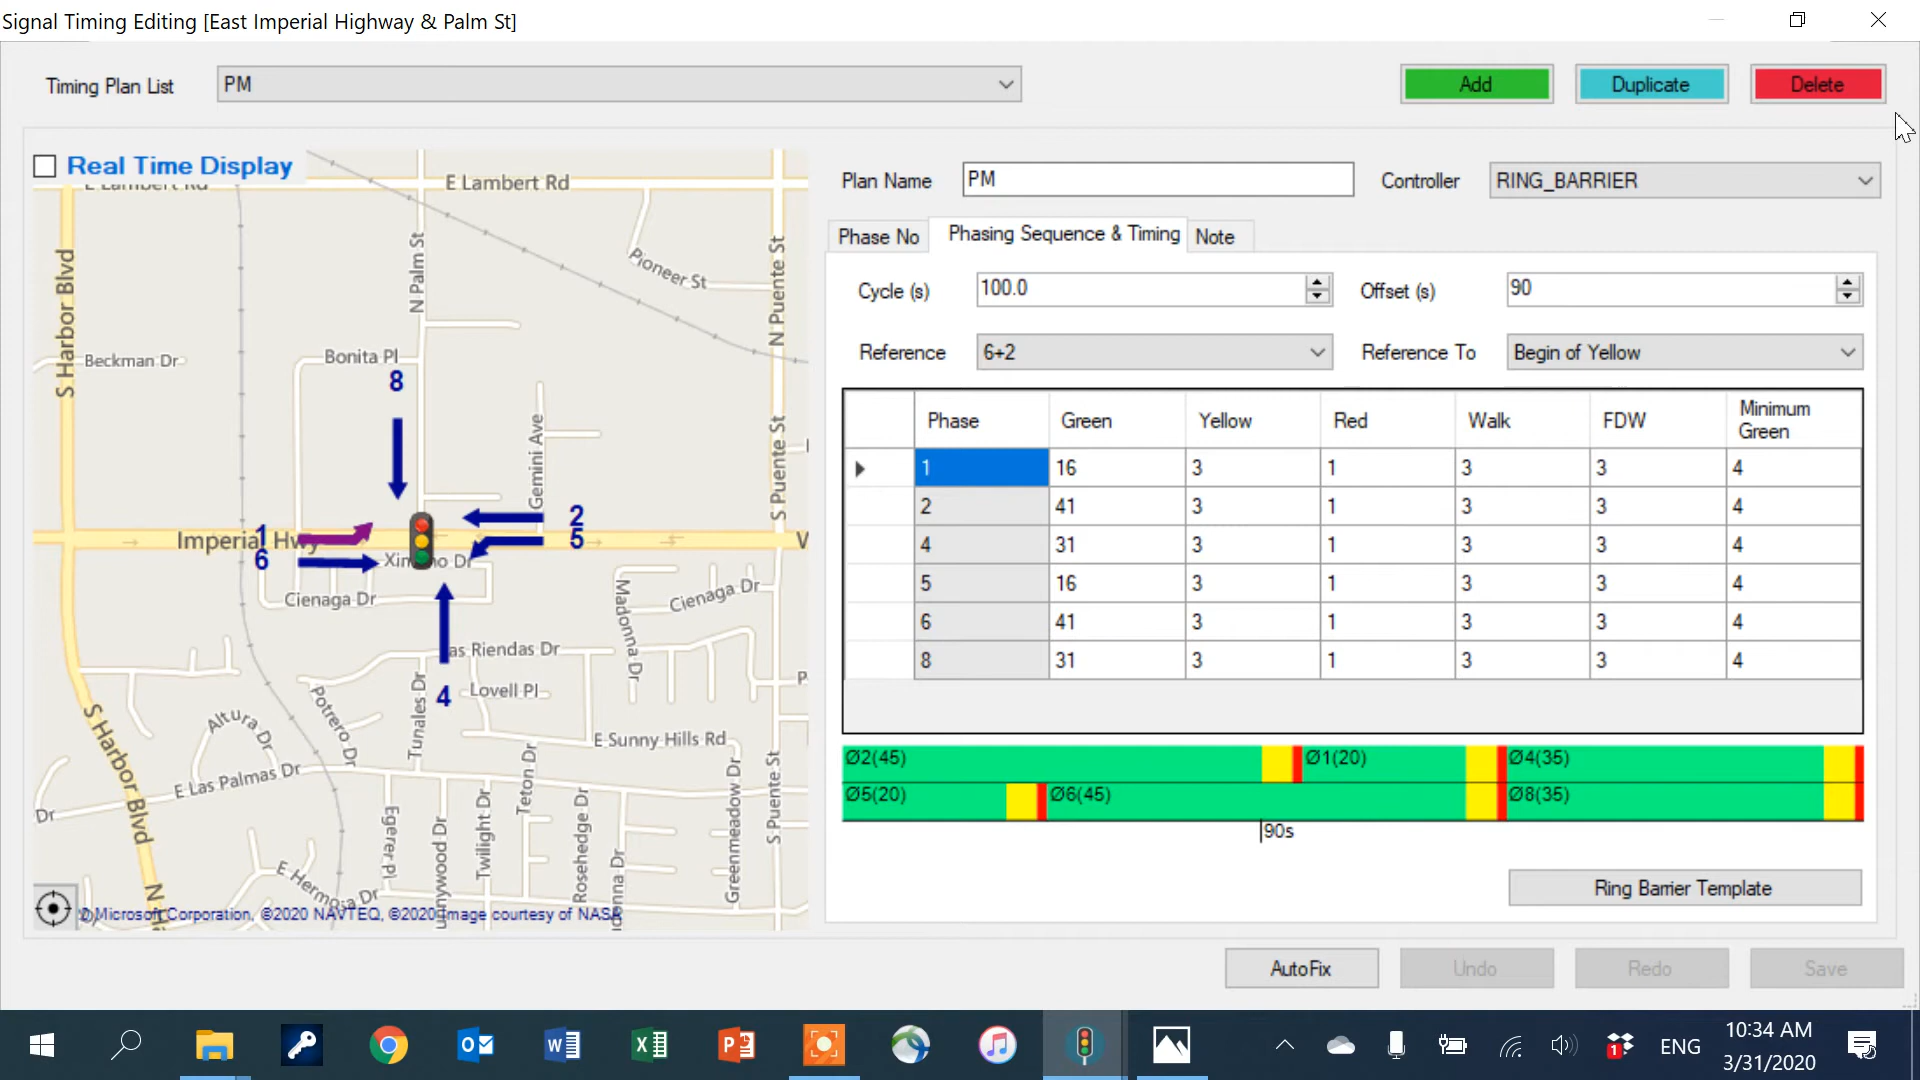 Signal Timing Editing [East Imperial Highway & Palm St]
Timing Plan List
PM
Add
Duplicate
Delete
Real Time Display
E Lambert Rd
E Lambert Rd
N Palm St
Pioneer St
N Puente St
S Harbor Blvd
Beckman Dr
Bonita Pl
8
Gemini Ave
S Puente St
2
5
1
6
Imperial Hwy
Cienaga Dr
Madonna Dr
Cienaga Dr
as Riendas Dr
4
Lovell Pl
Potrero Dr
Tunales Dr
Altura Dr
S Harbor Blvd
E Sunny Hills Rd
E Las Palmas Dr
Dr
Teton Dr
Egerer Pl
unnywood Dr
Twilight Dr
Rosehedge Dr
Greenmeadow Dr
S Puente St
E Hermosa Dr
Microsoft Corporation, ©2020 NAVTEQ, ©2020 Image courtesy of NASA
Plan Name
PM
Controller
RING_BARRIER
Phase No
Phasing Sequence & Timing
Note
Cycle (s)
100.0
Offset (s)
90
Reference
6+2
Reference To
Begin of Yellow
Phase Green Yellow Red Walk FDW Minimum Green
1 16 3 1 3 3 4
2 41 3 1 3 3 4
4 31 3 1 3 3 4
5 16 3 1 3 3 4
6 41 3 1 3 3 4
8 31 3 1 3 3 4
Ø2(45) Ø1(20) Ø4(35)
Ø5(20) Ø6(45) Ø8(35)
90s
Ring Barrier Template
AutoFix
Undo
Redo
Save
ENG
10:34 AM
3/31/2020